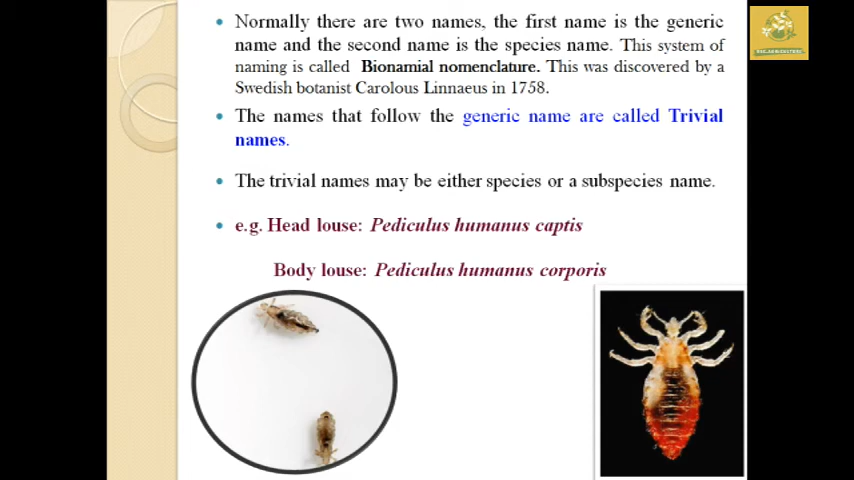 Normally there are two names, the first name is the generic
name and the second name is the species name. This system of
naming is called Bionamial nomenclature. This was discovered by a
Swedish botanist Carolous Linnaeus in 1758.
The names that follow the generic name are called Trivial
names.
The trivial names may be either species or a subspecies name.
e.g. Head louse: Pediculus humanus captis
Body louse: Pediculus humanus corporis